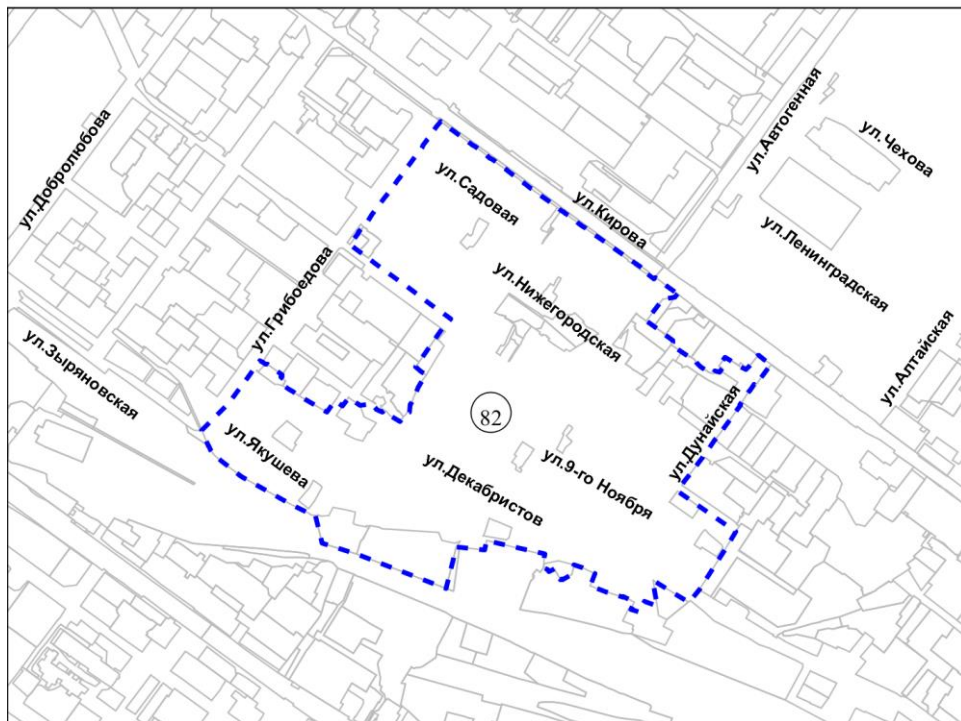 ул.Добролюбова
ул.Автогенная
ул.Чехова
ул.Садовая
ул.Кирова
ул.Ленинградская
ул.Грибоедова
ул.Нижегородская
ул.Зыряновская
ул.Алтайская
82
ул.Дунайская
ул.Якушева
ул.Декабристов
ул.9-го Ноября